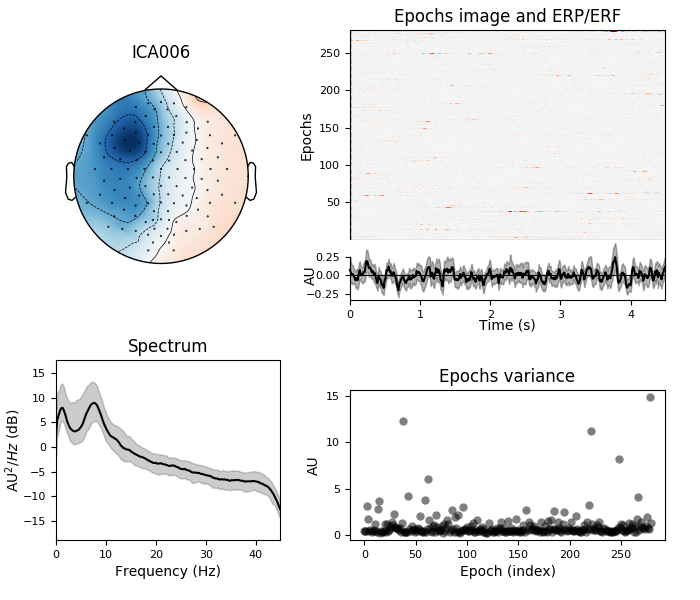 ICA006
Epochs image and ERP/ERF
Epochs
250
200
150
100
50
AU
0.25
0.00
−0.25
0 1 2 3 4
Time (s)
Spectrum
AU²/Hz (dB)
15
10
5
0
−5
−10
−15
0 10 20 30 40
Frequency (Hz)
Epochs variance
AU
15
10
5
0
0 50 100 150 200 250
Epoch (index)